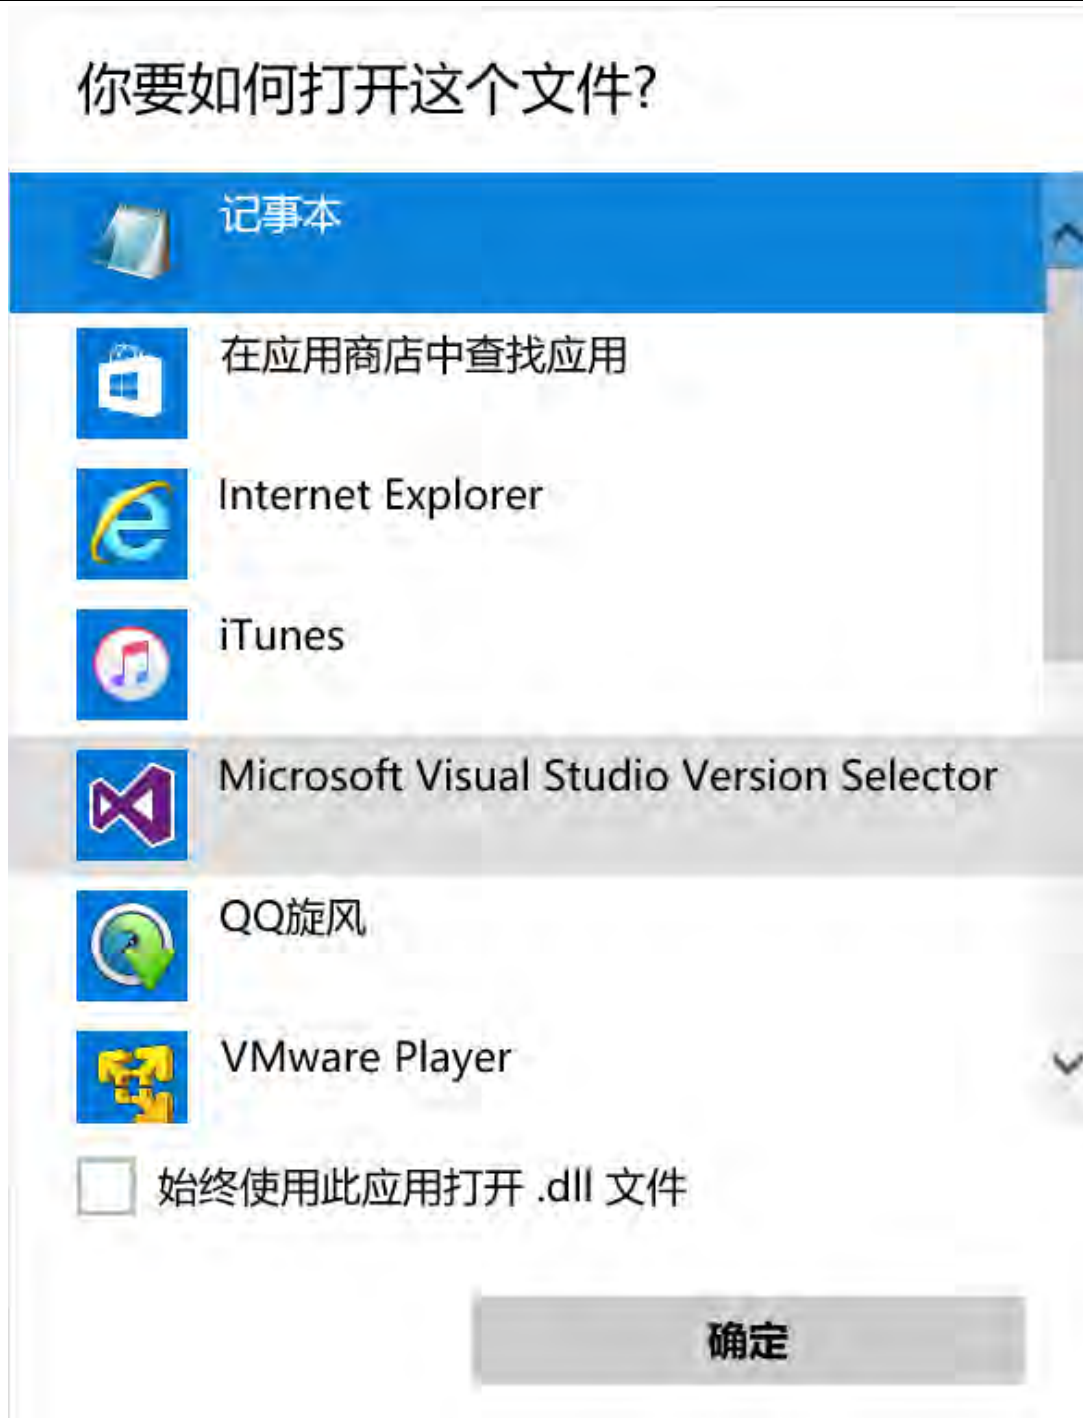 你要如何打开这个文件?
记事本
在应用商店中查找应用
Internet Explorer
iTunes
Microsoft Visual Studio Version Selector
QQ旋风
VMware Player
始终使用此应用打开 .dll 文件
确定